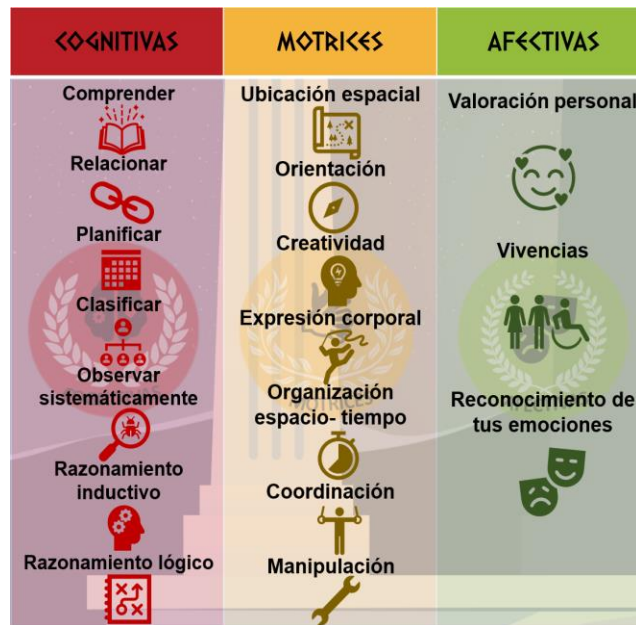 COGNITIVAS
Comprender
Relacionar
Planificar
Clasificar
Observar
sistemáticamente
Razonamiento
inductivo
Razonamiento lógico
MOTRICES
Ubicación espacial
Orientación
Creatividad
Expresión corporal
Organización
espacio- tiempo
Coordinación
Manipulación
MOTRICES
AFECTIVAS
Valoración personal
Vivencias
Reconocimiento de
tus emociones